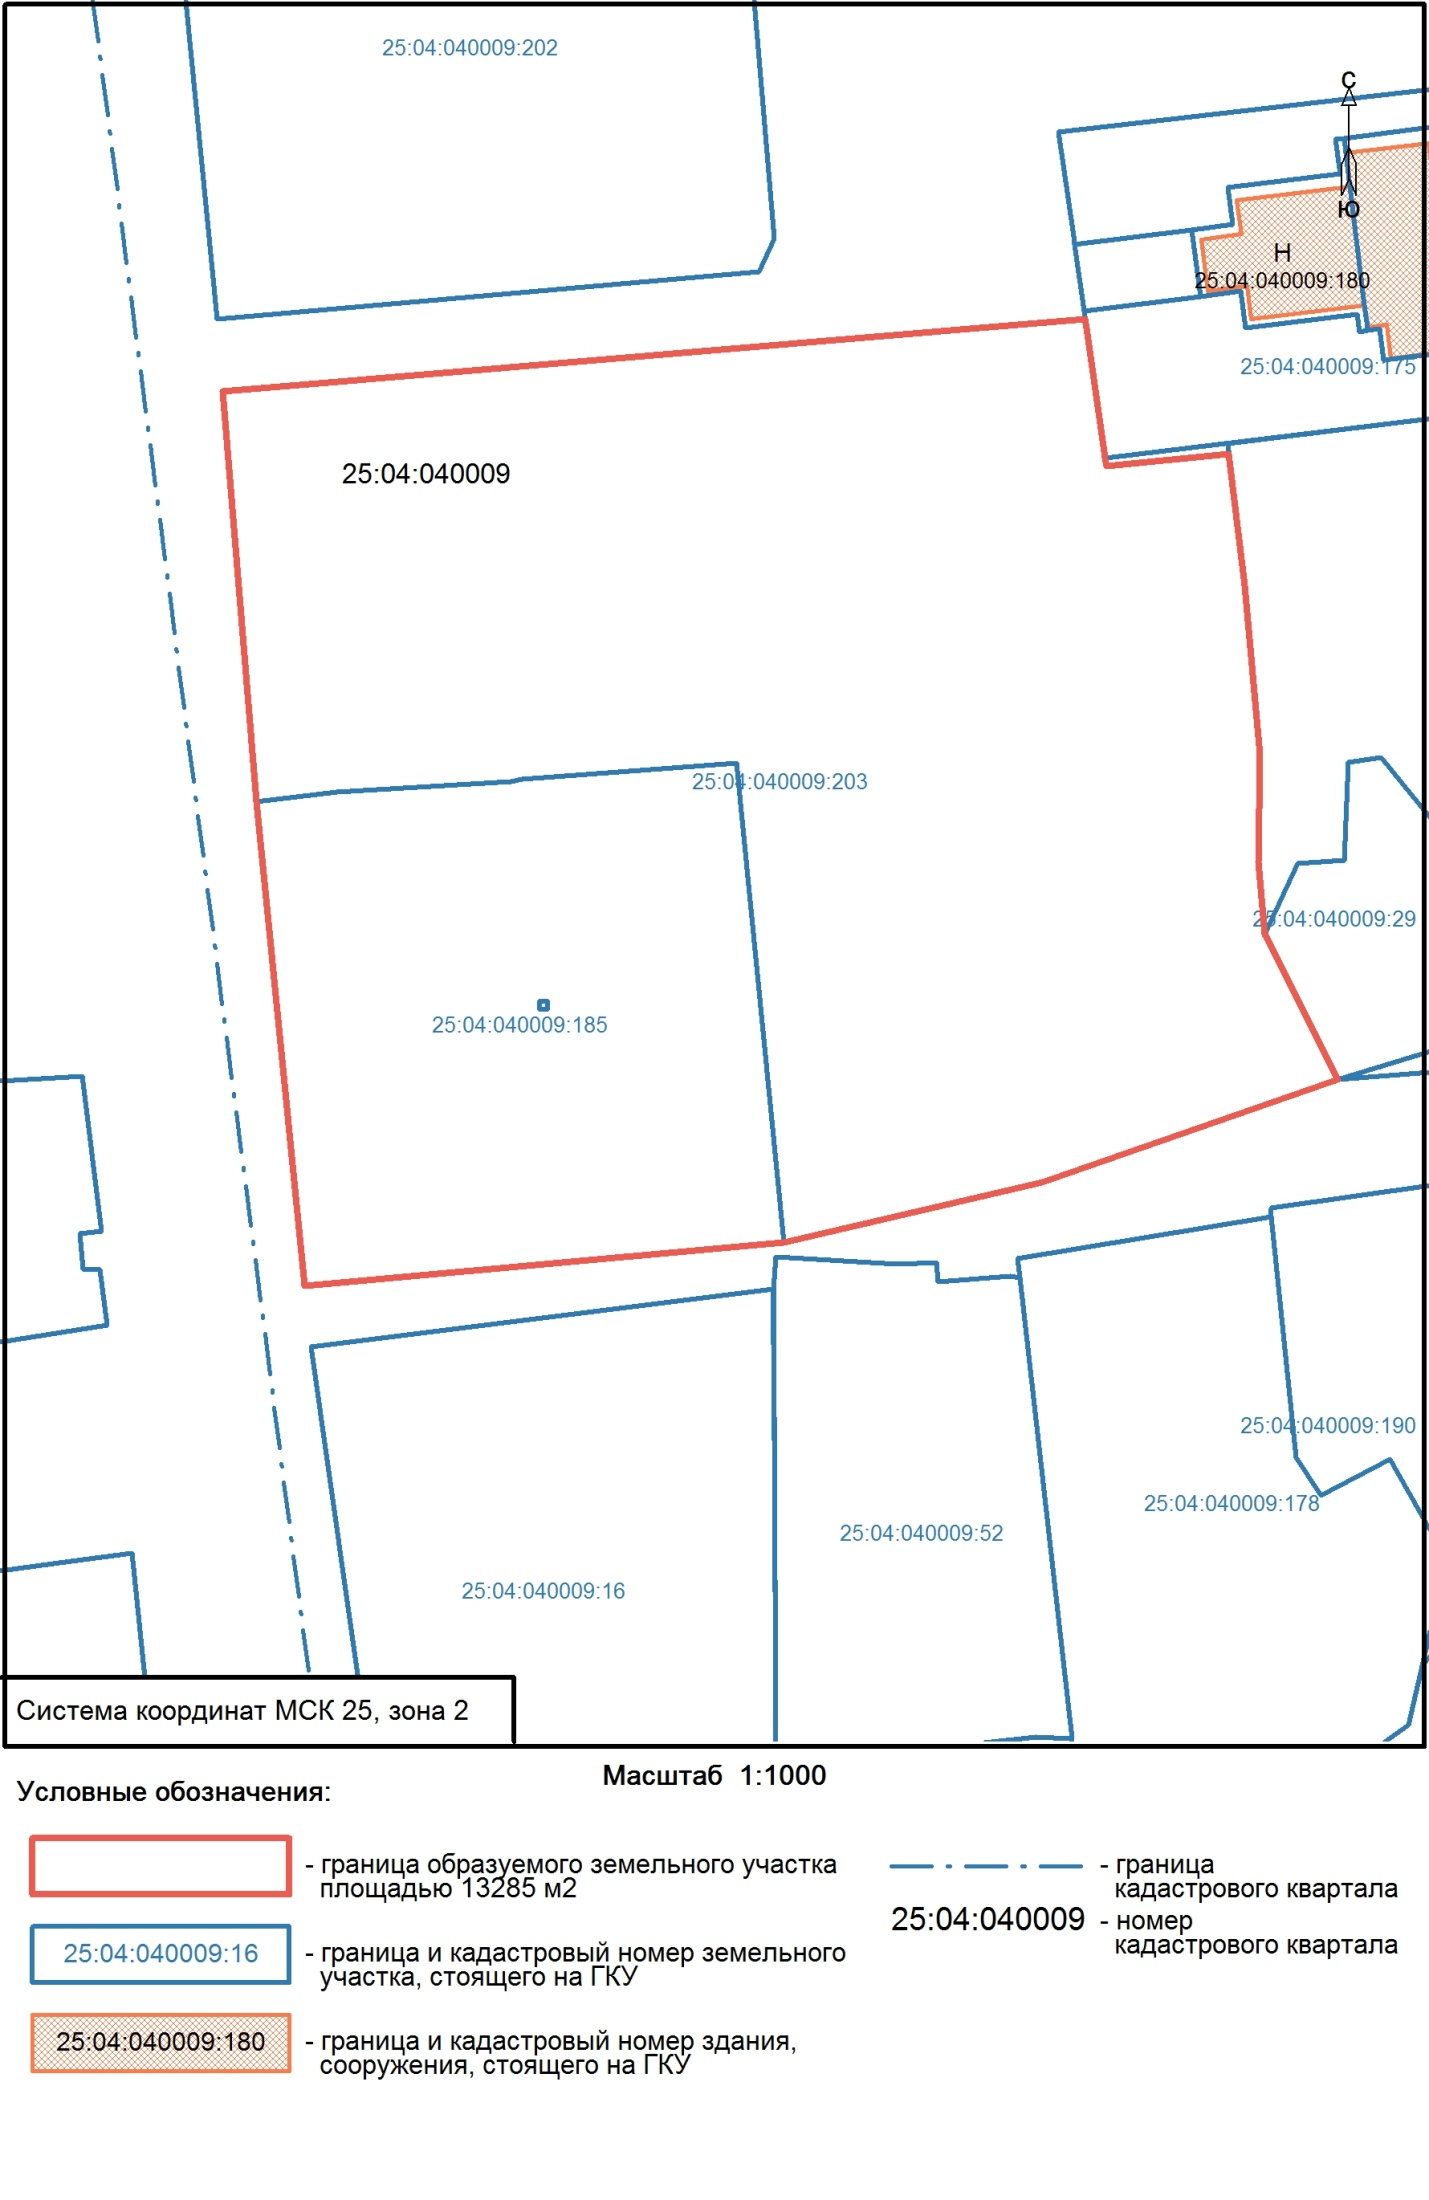 25:04:040009:202
С
Ю
Н
25:04:040009:180
25:04:040009:175
25:04:040009
25:04:040009:203
25:04:040009:29
25:04:040009:185
25:04:040009:190
25:04:040009:178
25:04:040009:52
25:04:040009:16
Система координат МСК 25, зона 2
Масштаб 1:1000
Условные обозначения:
- граница образуемого земельного участка
площадью 13285 м2
25:04:040009:16
- граница и кадастровый номер земельного
участка, стоящего на ГКУ
25:04:040009:180
- граница и кадастровый номер здания,
сооружения, стоящего на ГКУ
- граница
кадастрового квартала
25:04:040009
- номер
кадастрового квартала